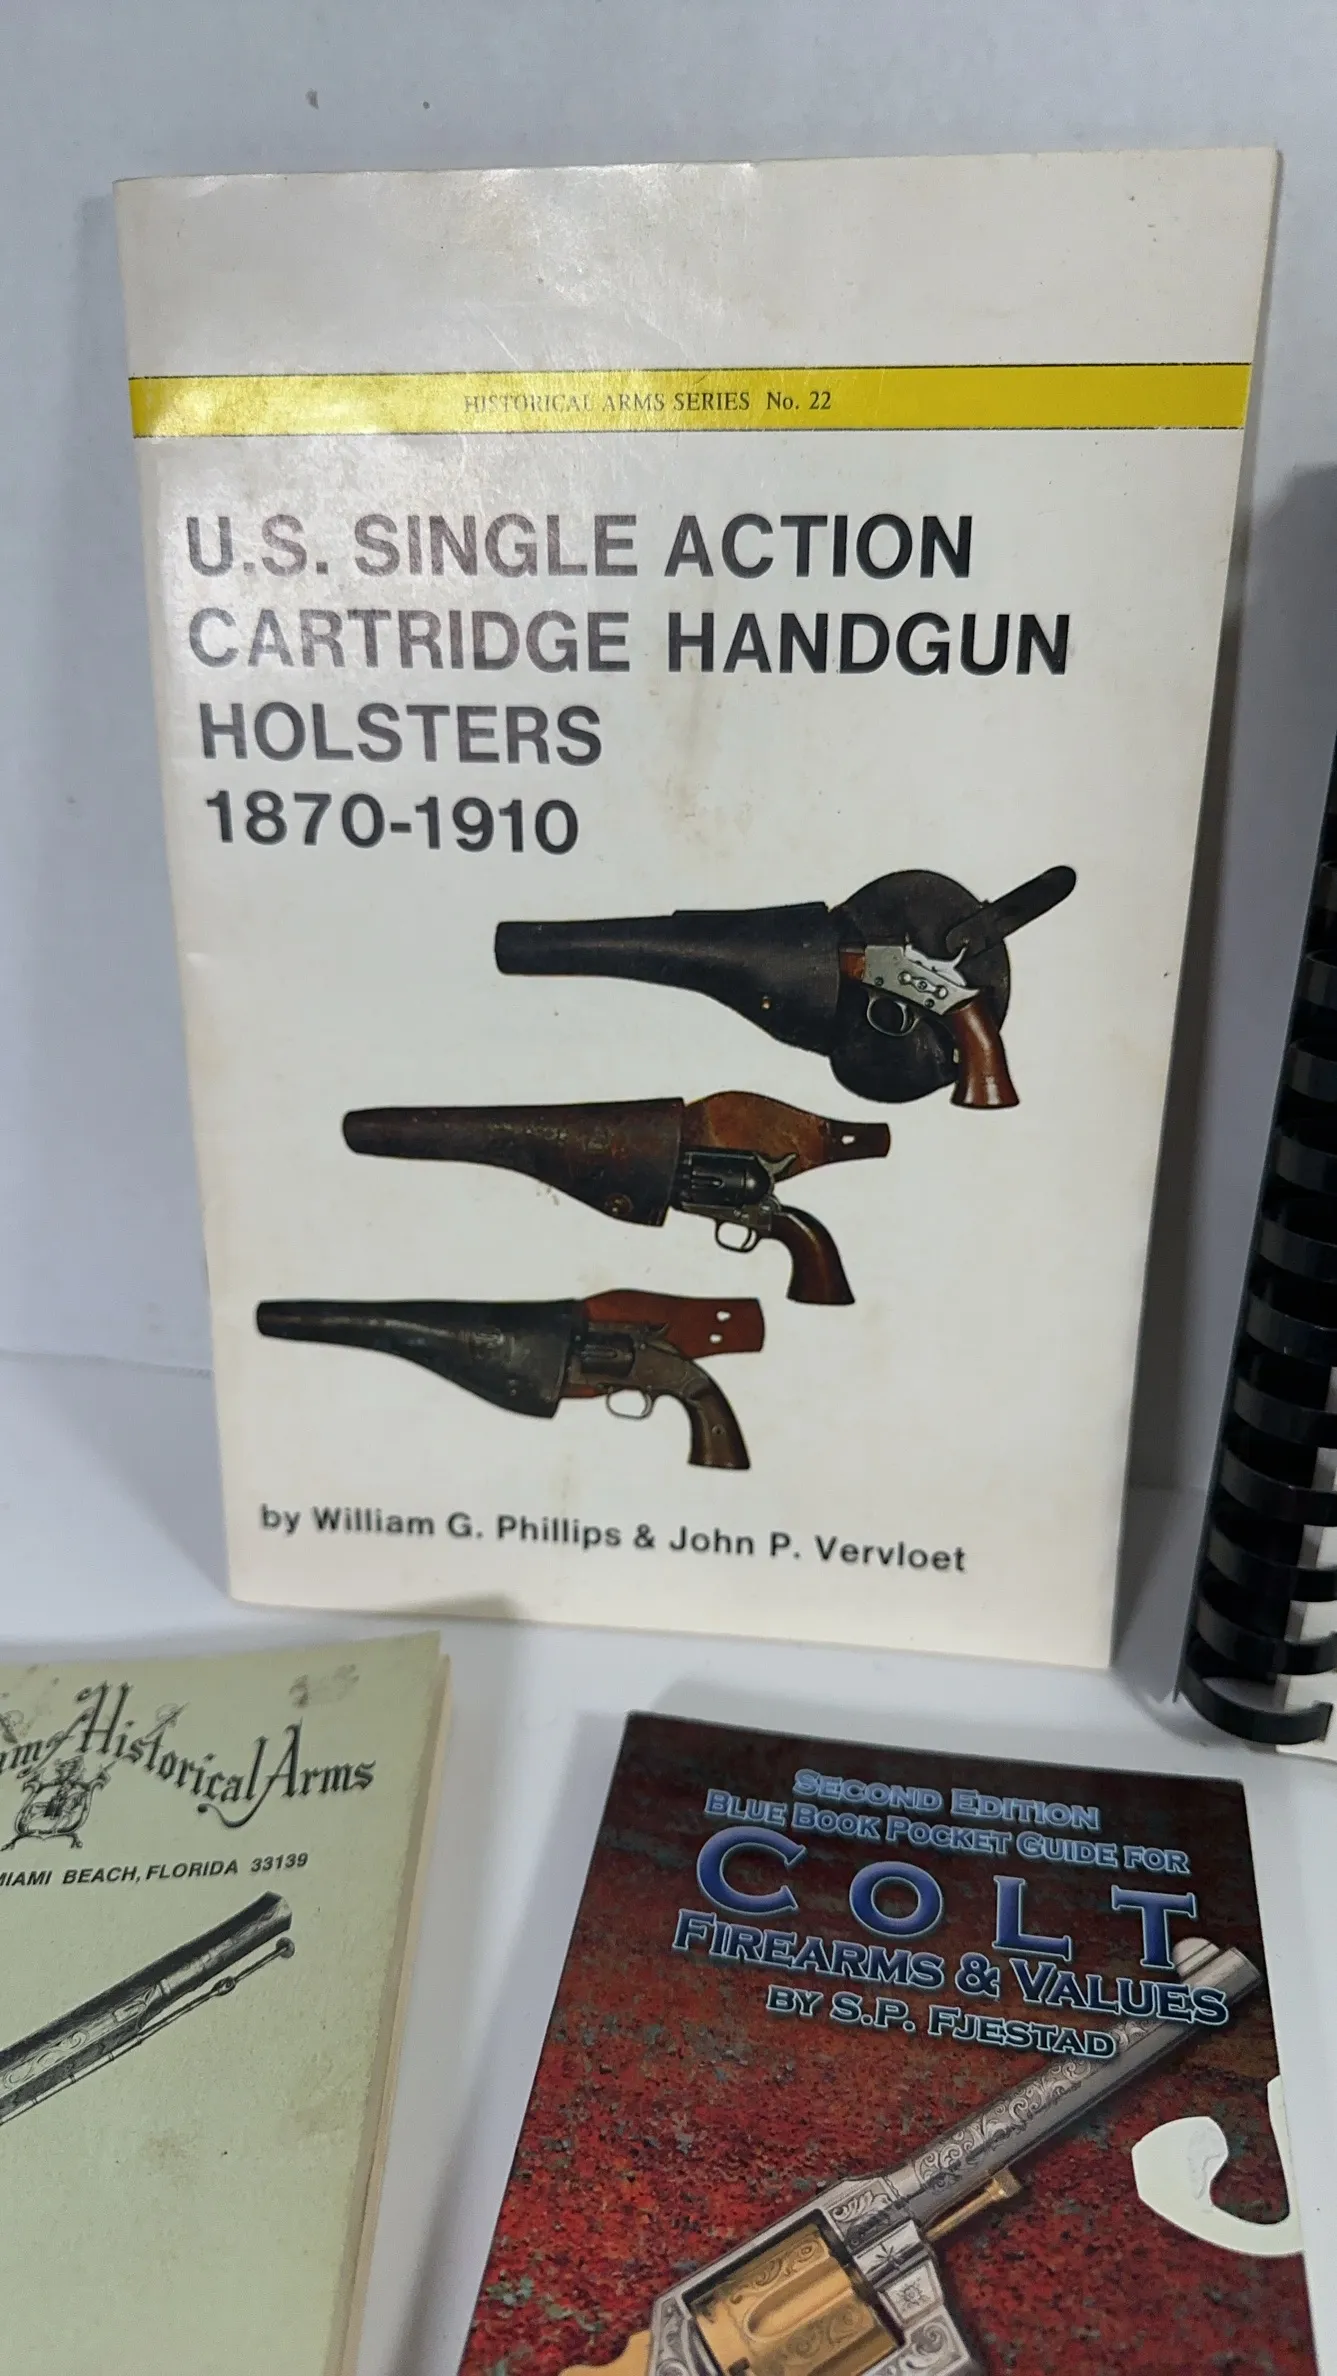 HISTORICAL ARMS SERIES No. 22
U.S. SINGLE ACTION
CARTRIDGE HANDGUN
HOLSTERS
1870-1910
by William G. Phillips & John P. Vervloet
Historical Arms
MIAMI BEACH, FLORIDA 33139
SECOND EDITION
BLUE BOOK POCKET GUIDE FOR
COLT
FIREARMS & VALUES
BY S.P. FJESTAD